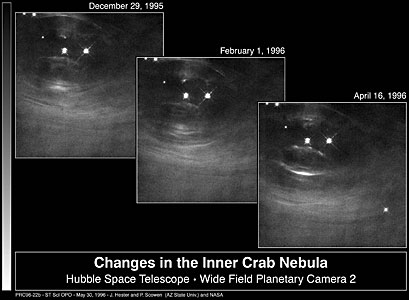 December 29, 1995
February 1, 1996
April 16, 1996
Changes in the Inner Crab Nebula
Hubble Space Telescope • Wide Field Planetary Camera 2
PRC96-22b - ST ScI OPO - May 30, 1996 - J. Hester and P. Scowen (AZ State Univ.) and NASA